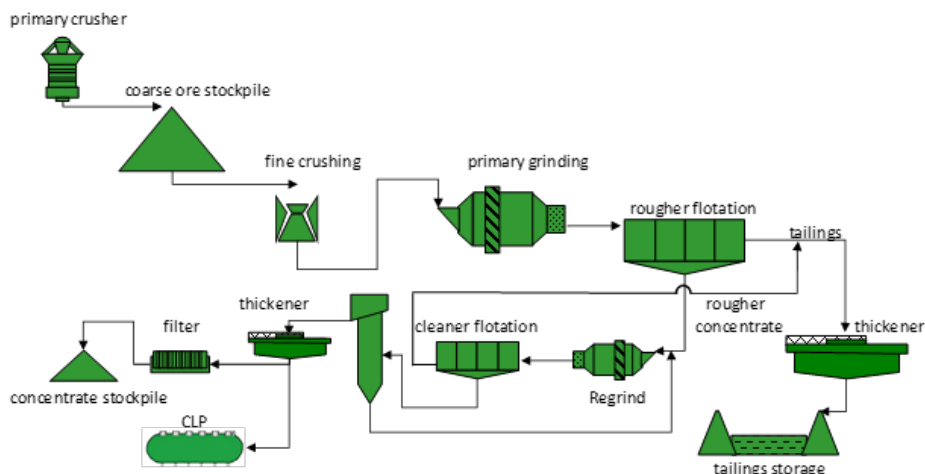 primary crusher
coarse ore stockpile
fine crushing
primary grinding
rougher flotation
tailings
rougher
concentrate
thickener
thickener
filter
cleaner flotation
Regrind
concentrate stockpile
CLP
tailings storage